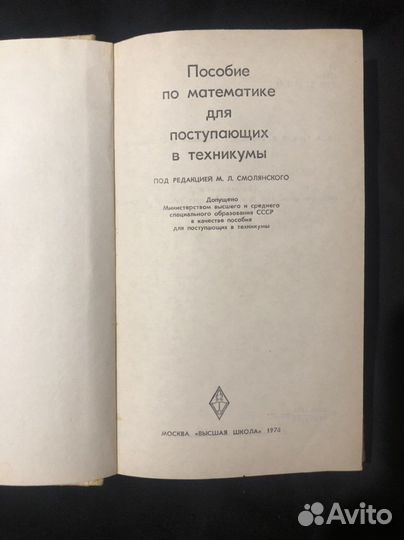 Пособие
по математике
для
поступающих
в техникумы
ПОД РЕДАКЦИЕЙ М. Л. СМОЛЯНСКОГО
Допущено
Министерством высшего и среднего
специального образования СССР
в качестве пособия
для поступающих в техникумы
МОСКВА «ВЫСШАЯ ШКОЛА»
Avito